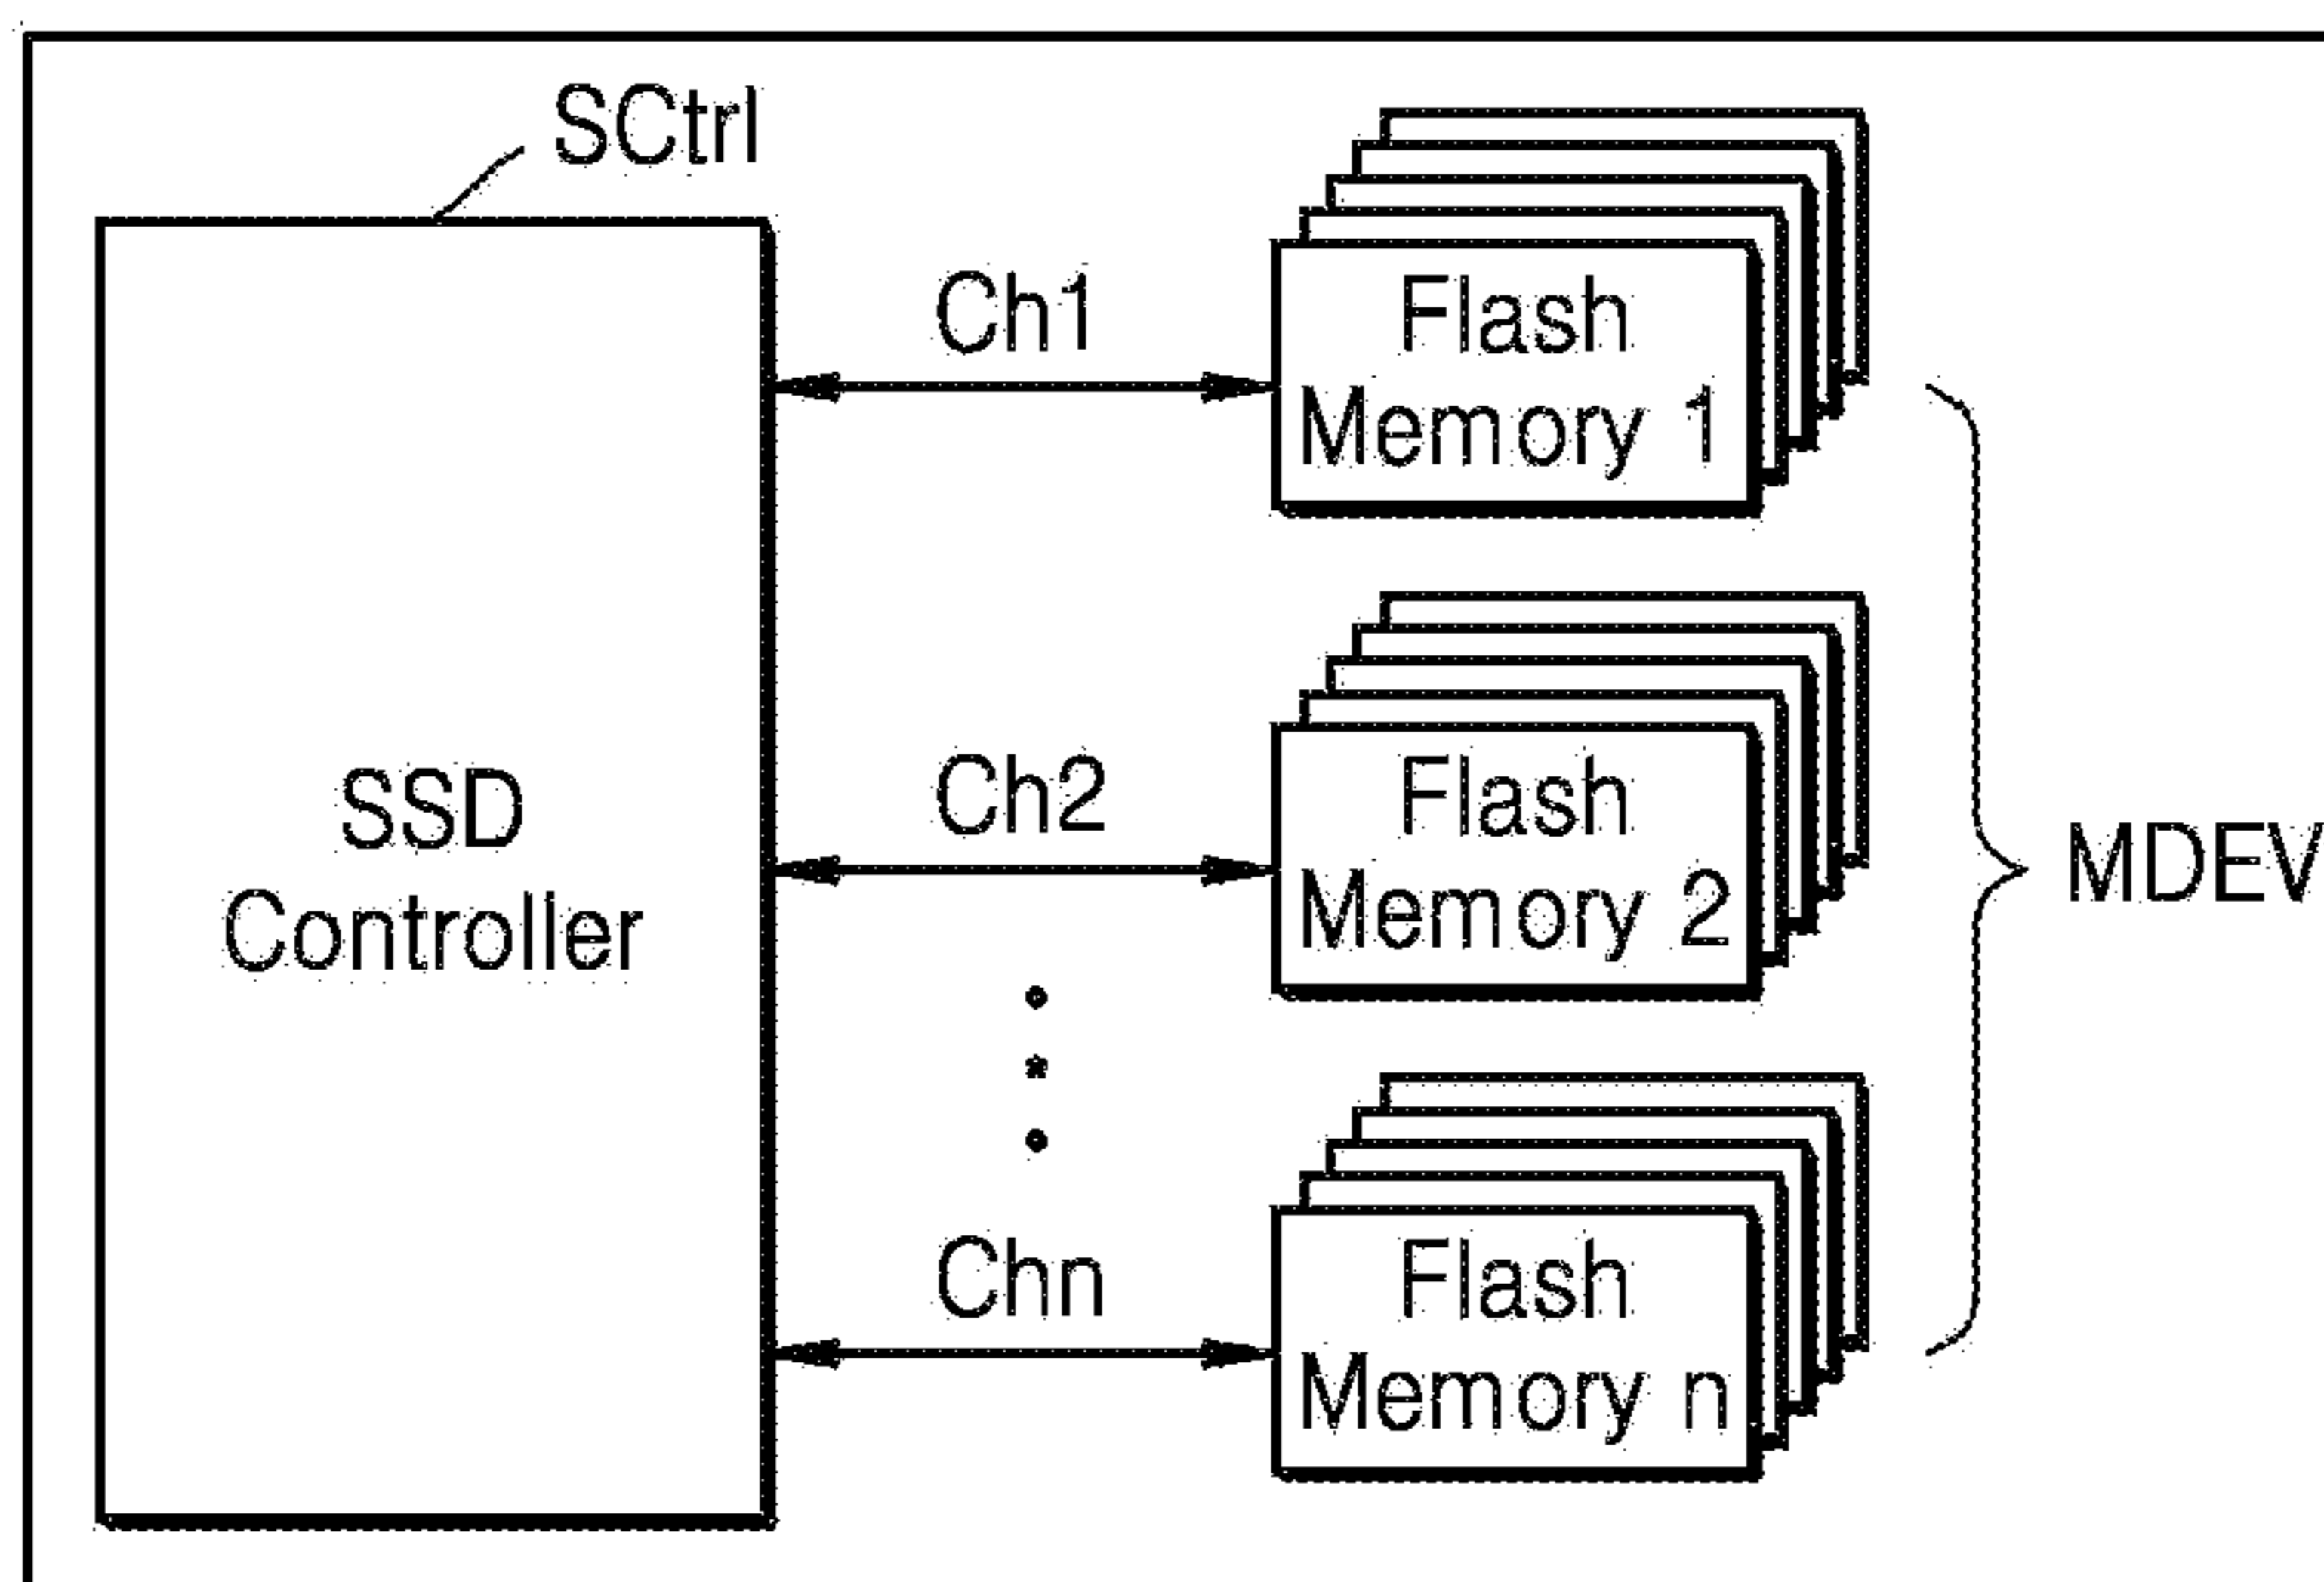 SCtrl
SSD
Controller
Ch1
Flash
Memory 1
Ch2
Flash
Memory 2
Chn
Flash
Memory n
MDEV